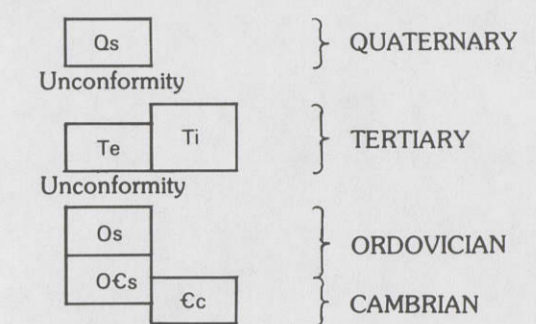 Qs QUATERNARY
Unconformity
Te Ti TERTIARY
Unconformity
Os ORDOVICIAN
O€s
€c CAMBRIAN